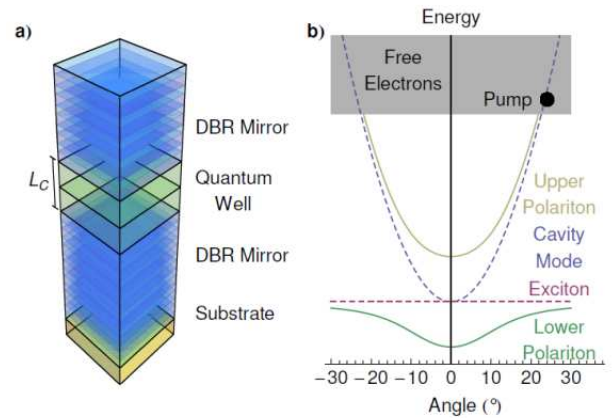 a)
DBR Mirror
L_C
Quantum
Well
DBR Mirror
Substrate
b)
Energy
Free
Electrons
Pump
Upper
Polariton
Cavity
Mode
Exciton
Lower
Polariton
-30 -20 -10 0 10 20 30
Angle (°)